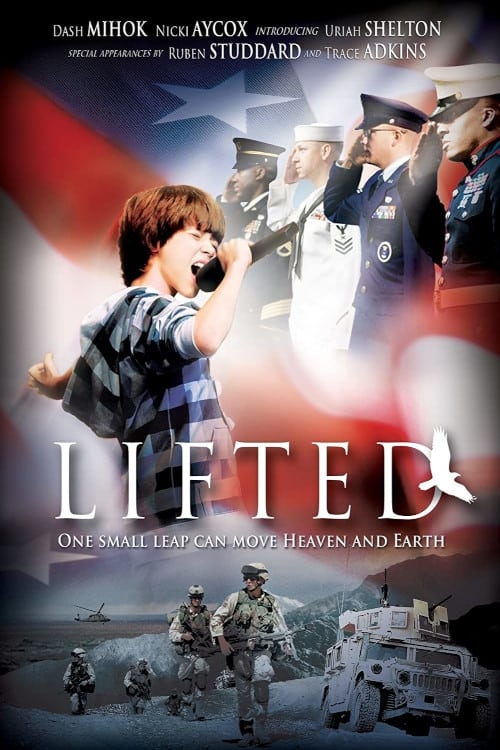 DASH MIHOK NICKI AYCOX INTRODUCING URIAH SHELTON
SPECIAL APPEARANCES BY RUBEN STUDDARD AND TRACE ADKINS
LIFTED
ONE SMALL LEAP CAN MOVE HEAVEN AND EARTH